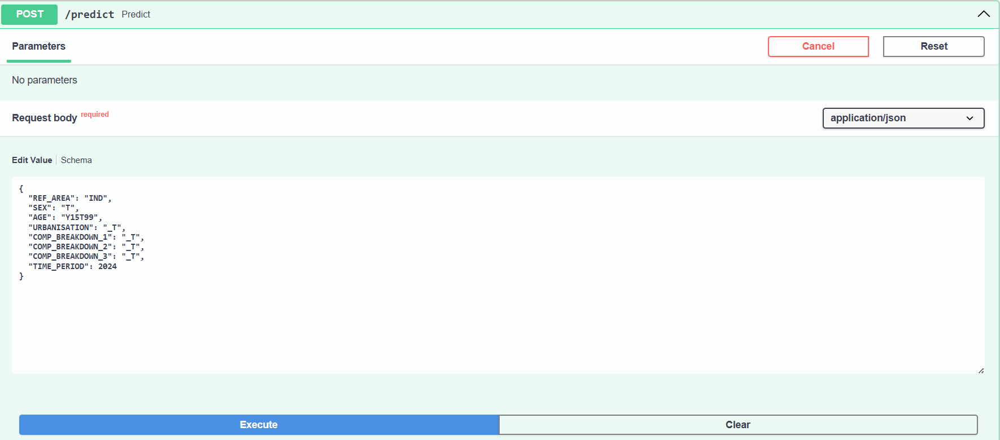 POST /predict Predict
Parameters
Cancel
Reset
No parameters
Request body required
application/json
Edit Value Schema
{
  "REF_AREA": "IND",
  "SEX": "T",
  "AGE": "Y15T99",
  "URBANISATION": "_T",
  "COMP_BREAKDOWN_1": "_T",
  "COMP_BREAKDOWN_2": "_T",
  "COMP_BREAKDOWN_3": "_T",
  "TIME_PERIOD": 2024
}
Execute
Clear